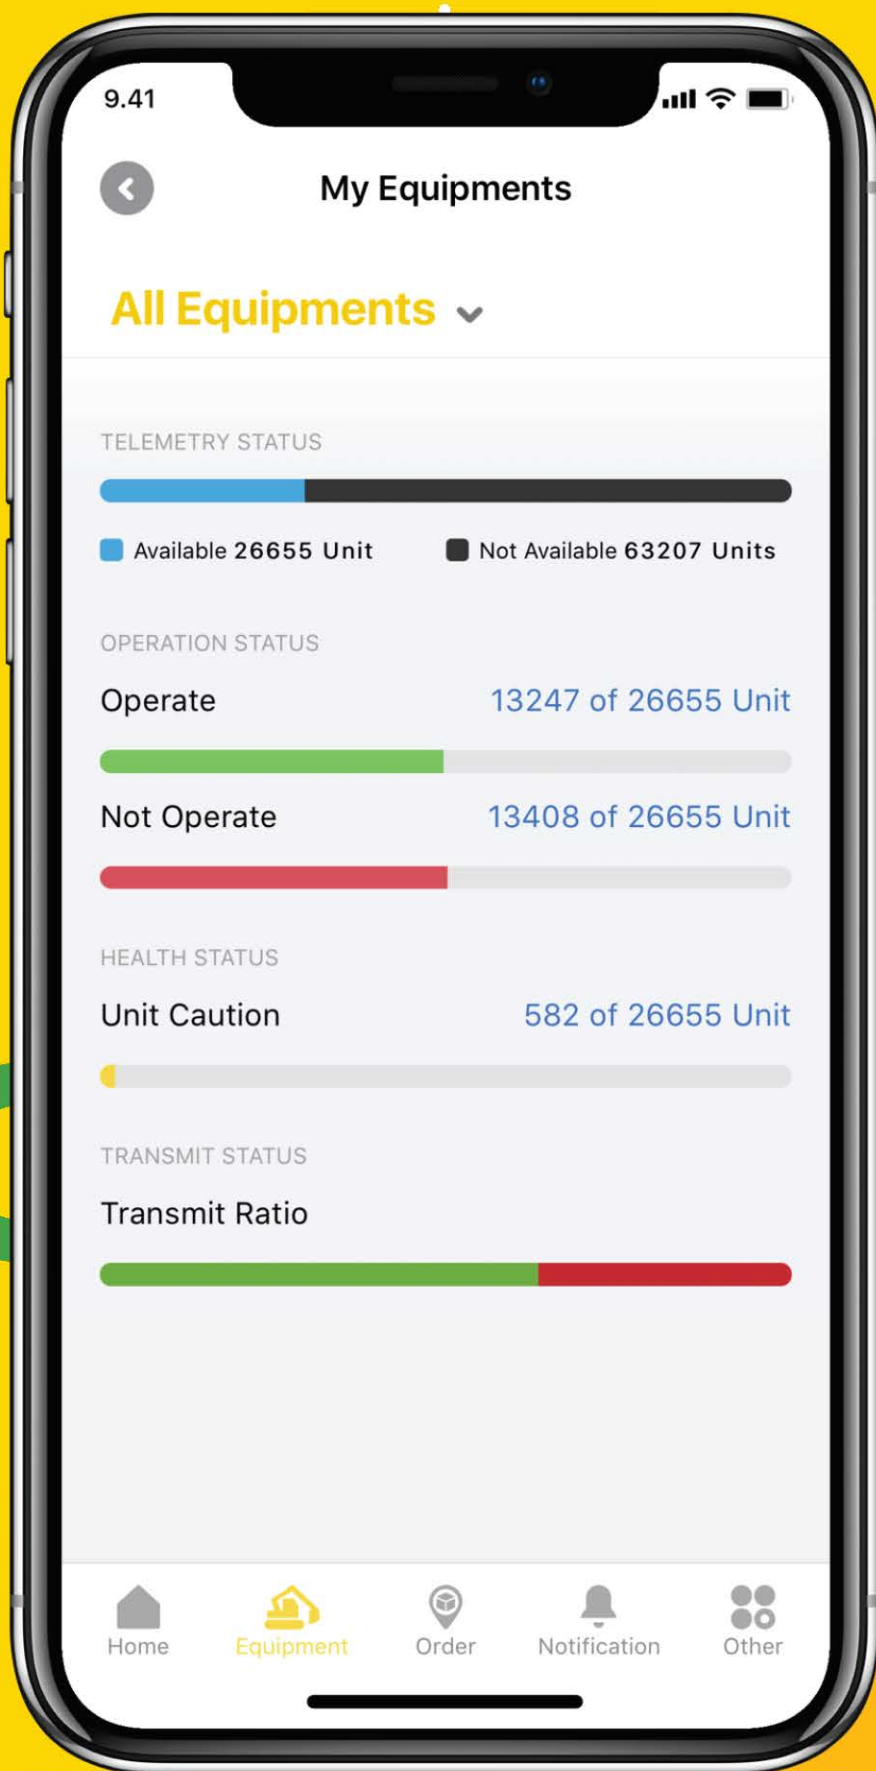 9.41
My Equipments
All Equipments
TELEMETRY STATUS
Available 26655 Unit Not Available 63207 Units
OPERATION STATUS
Operate 13247 of 26655 Unit
Not Operate 13408 of 26655 Unit
HEALTH STATUS
Unit Caution 582 of 26655 Unit
TRANSMIT STATUS
Transmit Ratio
Home Equipment Order Notification Other